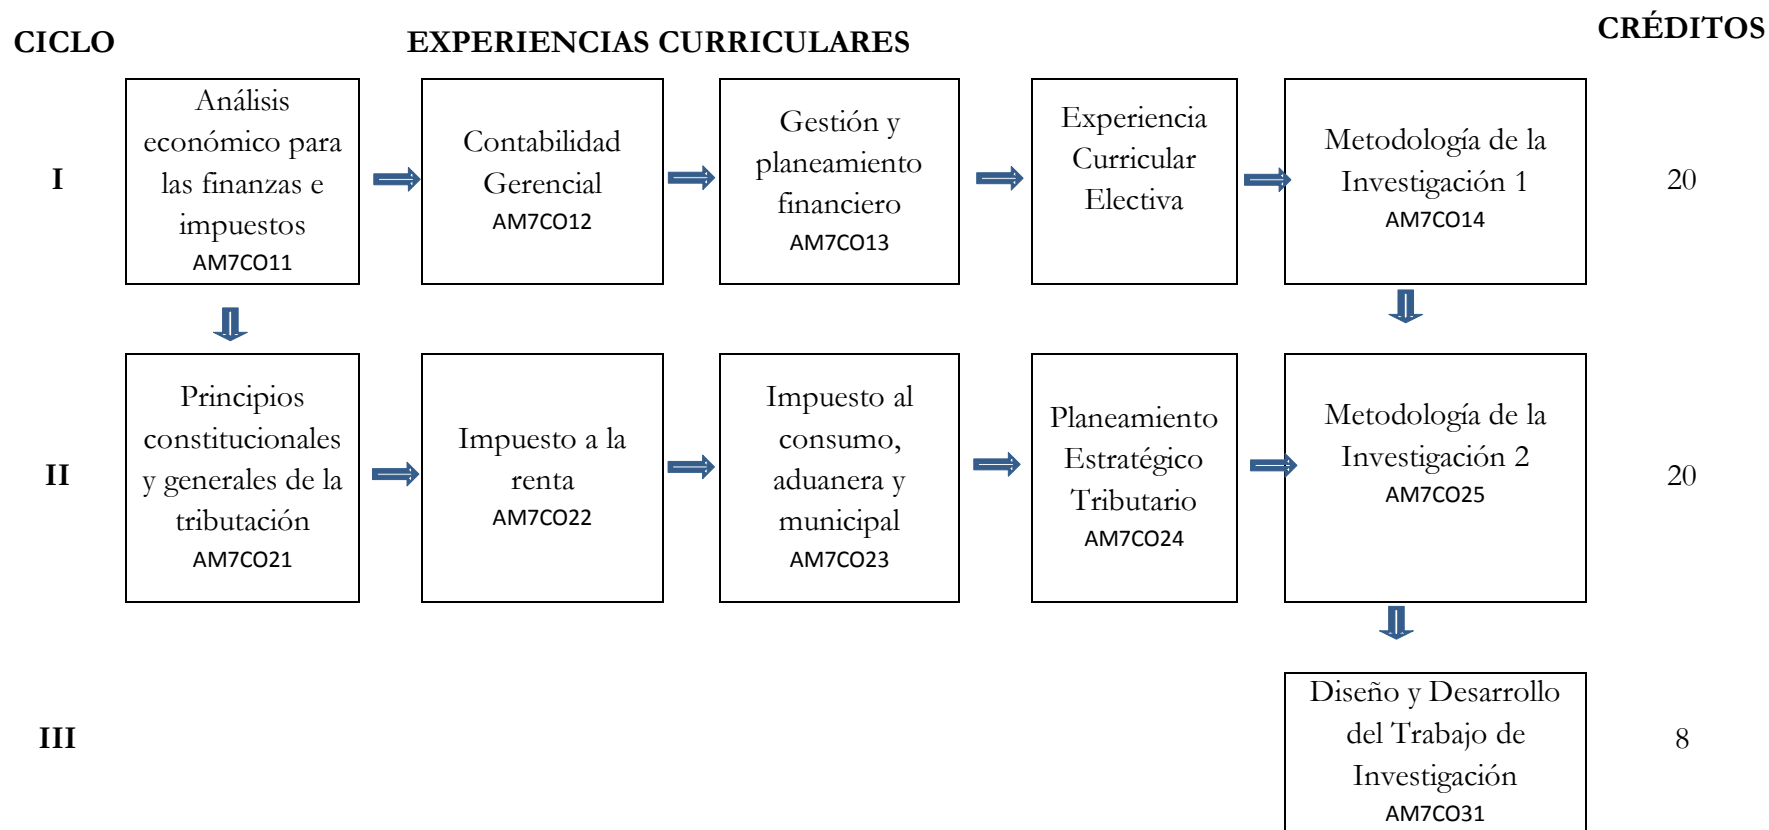 CICLO
EXPERIENCIAS CURRICULARES
CRÉDITOS
I
Análisis
económico para
las finanzas e
impuestos
AM7CO11
Contabilidad
Gerencial
AM7CO12
Gestión y
planeamiento
financiero
AM7CO13
Experiencia
Curricular
Electiva
Metodología de la
Investigación 1
AM7CO14
20
II
Principios
constitucionales
y generales de la
tributación
AM7CO21
Impuesto a la
renta
AM7CO22
Impuesto al
consumo,
aduanera y
municipal
AM7CO23
Planeamiento
Estratégico
Tributario
AM7CO24
Metodología de la
Investigación 2
AM7CO25
20
III
Diseño y Desarrollo
del Trabajo de
Investigación
AM7CO31
8